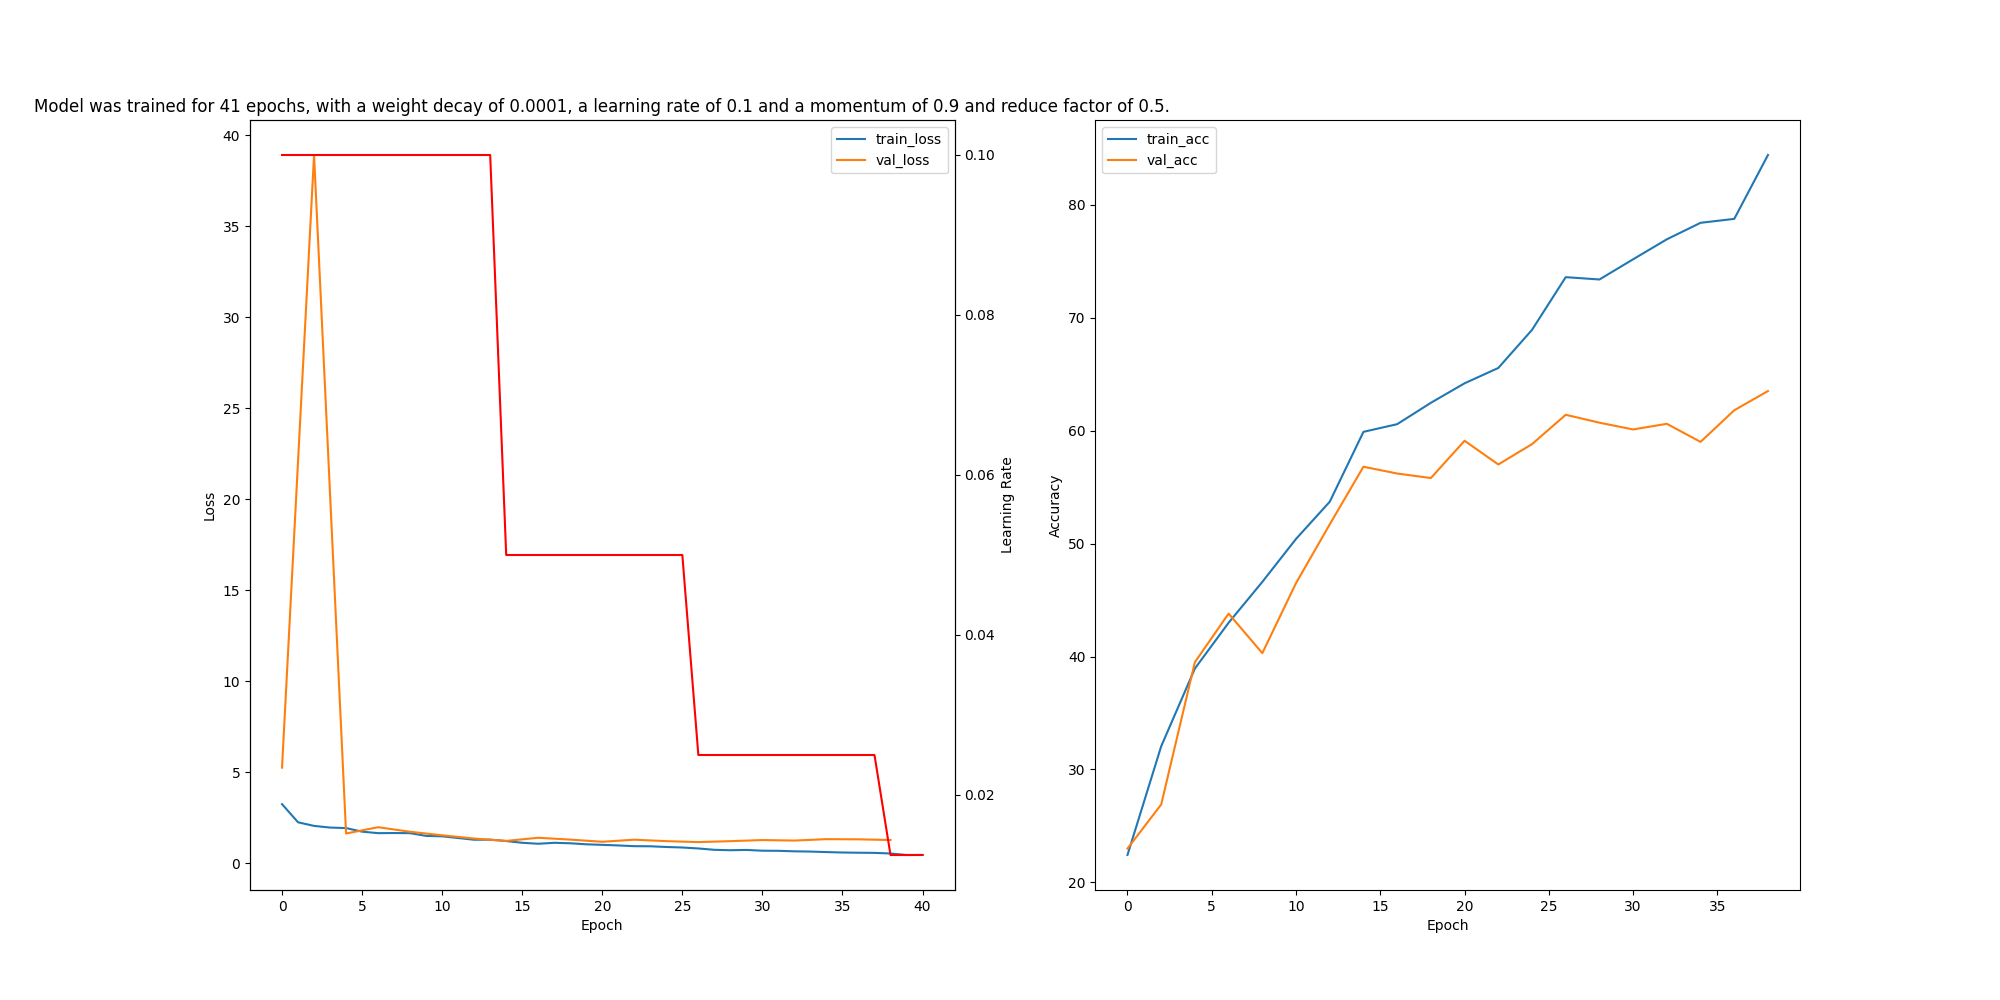 Model was trained for 41 epochs, with a weight decay of 0.0001, a learning rate of 0.1 and a momentum of 0.9 and reduce factor of 0.5.
train_loss
val_loss
40
35
30
25
20
15
10
5
0
Loss
0 5 10 15 20 25 30 35 40
Epoch
0.10
0.08
0.06
0.04
0.02
Learning Rate
train_acc
val_acc
80
70
60
50
40
30
20
Accuracy
0 5 10 15 20 25 30 35
Epoch